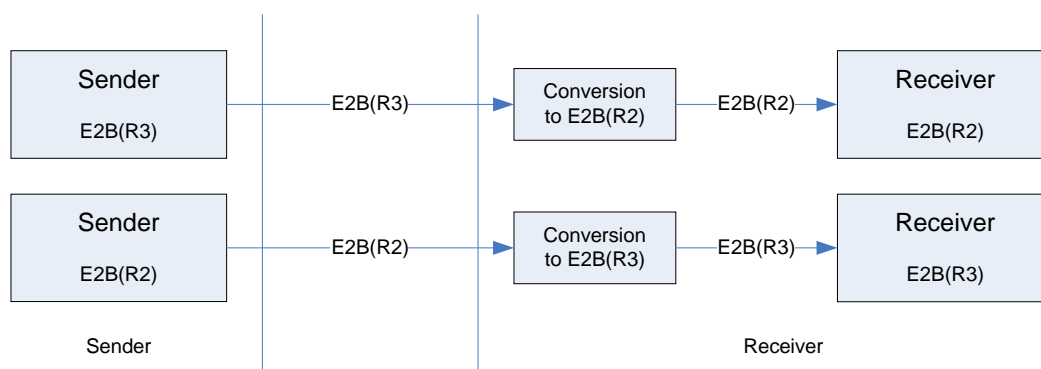 Sender
E2B(R3)
E2B(R3)
Conversion
to E2B(R2)
E2B(R2)
Receiver
E2B(R2)
Sender
E2B(R2)
E2B(R2)
Conversion
to E2B(R3)
E2B(R3)
Receiver
E2B(R3)
Sender
Receiver